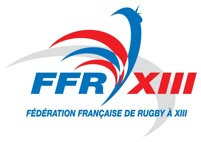 FFR XIII
FÉDÉRATION FRANÇAISE DE RUGBY À XIII